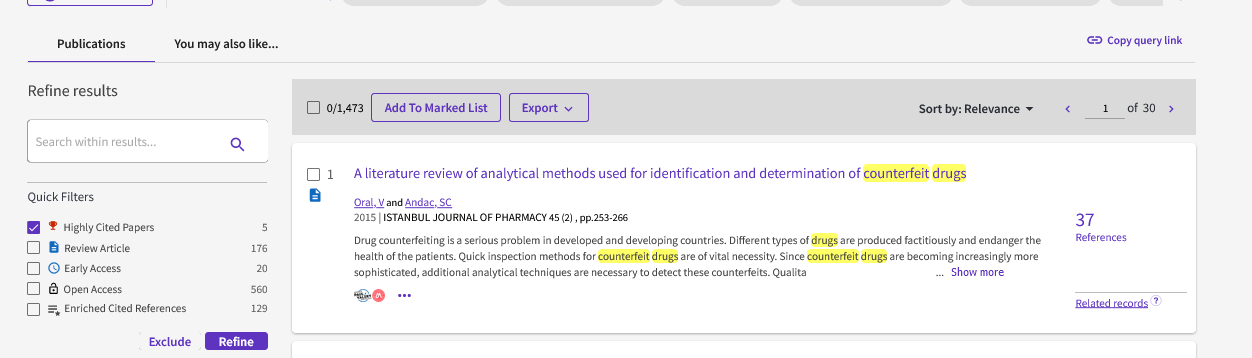 Publications
You may also like...
Copy query link
Refine results
Search within results...
Quick Filters
Highly Cited Papers 5
Review Article 176
Early Access 20
Open Access 560
Enriched Cited References 129
Exclude
Refine
0/1,473
Add To Marked List
Export
Sort by: Relevance
1 of 30
1
A literature review of analytical methods used for identification and determination of counterfeit drugs
Oral, V and Andac, SC
2015 | ISTANBUL JOURNAL OF PHARMACY 45 (2) , pp.253-266
Drug counterfeiting is a serious problem in developed and developing countries. Different types of drugs are produced factitiously and endanger the
health of the patients. Quick inspection methods for counterfeit drugs are of vital necessity. Since counterfeit drugs are becoming increasingly more
sophisticated, additional analytical techniques are necessary to detect these counterfeits. Qualita ... Show more
37
References
Related records ?